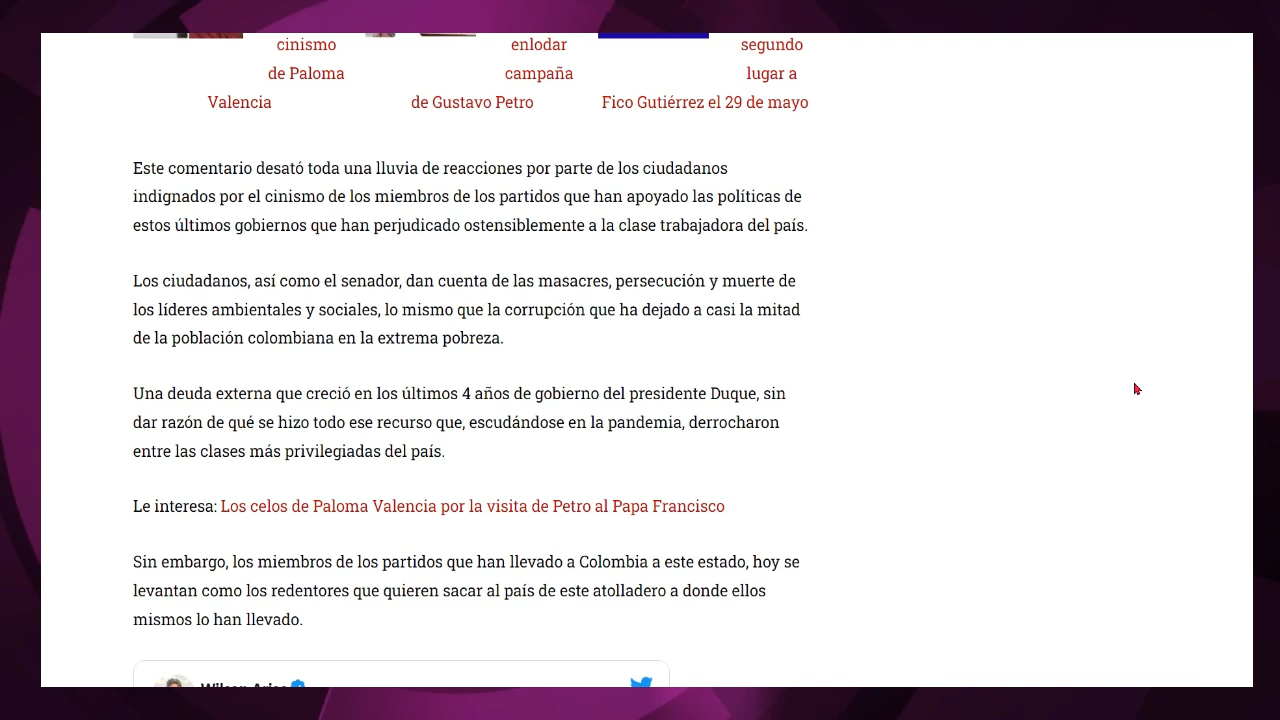 cinismo
de Paloma
Valencia
enlodar
campaña
de Gustavo Petro
segundo
lugar a
Fico Gutiérrez el 29 de mayo
Este comentario desató toda una lluvia de reacciones por parte de los ciudadanos
indignados por el cinismo de los miembros de los partidos que han apoyado las políticas de
estos últimos gobiernos que han perjudicado ostensiblemente a la clase trabajadora del país.
Los ciudadanos, así como el senador, dan cuenta de las masacres, persecución y muerte de
los líderes ambientales y sociales, lo mismo que la corrupción que ha dejado a casi la mitad
de la población colombiana en la extrema pobreza.
Una deuda externa que creció en los últimos 4 años de gobierno del presidente Duque, sin
dar razón de qué se hizo todo ese recurso que, escudándose en la pandemia, derrocharon
entre las clases más privilegiadas del país.
Le interesa: Los celos de Paloma Valencia por la visita de Petro al Papa Francisco
Sin embargo, los miembros de los partidos que han llevado a Colombia a este estado, hoy se
levantan como los redentores que quieren sacar al país de este atolladero a donde ellos
mismos lo han llevado.
Wilson Arias